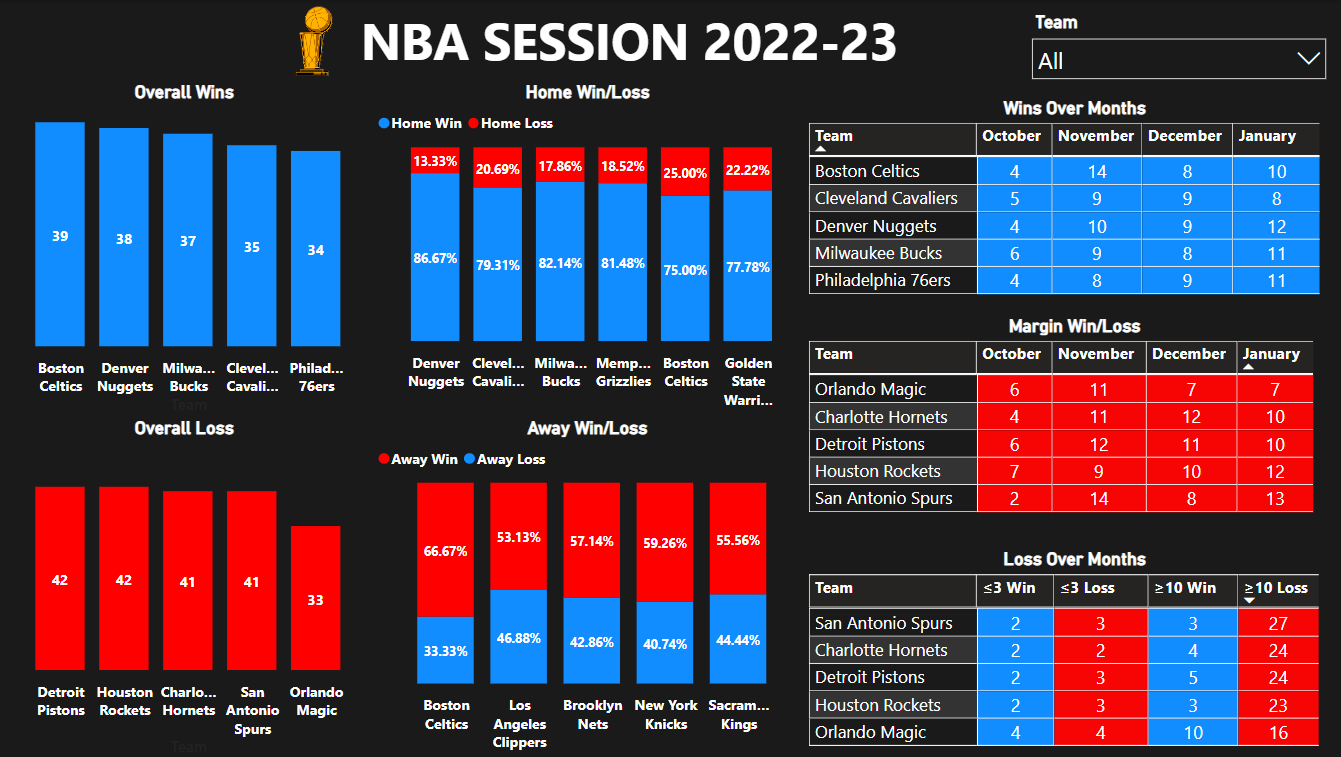 NBA SESSION 2022-23
Team
All
Overall Wins
39
38
37
35
34
Boston Celtics
Denver Nuggets
Milwa... Bucks
Clevel... Cavali...
Philad... 76ers
Team
Home Win/Loss
Home Win Home Loss
13.33% 20.69% 17.86% 18.52% 25.00% 22.22%
86.67% 79.31% 82.14% 81.48% 75.00% 77.78%
Denver Nuggets
Clevel... Cavali...
Milwa... Bucks
Memp... Grizzlies
Boston Celtics
Golden State Warri...
Wins Over Months
Team October November December January
Boston Celtics 4 14 8 10
Cleveland Cavaliers 5 9 9 8
Denver Nuggets 4 10 9 12
Milwaukee Bucks 6 9 8 11
Philadelphia 76ers 4 8 9 11
Margin Win/Loss
Team October November December January
Orlando Magic 6 11 7 7
Charlotte Hornets 4 11 12 10
Detroit Pistons 6 12 11 10
Houston Rockets 7 9 10 12
San Antonio Spurs 2 14 8 13
Overall Loss
42
42
41
41
33
Detroit Pistons
Houston Rockets
Charlo... Hornets
San Antonio Spurs
Orlando Magic
Team
Away Win/Loss
Away Win Away Loss
66.67% 53.13% 57.14% 59.26% 55.56%
33.33% 46.88% 42.86% 40.74% 44.44%
Boston Celtics
Los Angeles Clippers
Brooklyn Nets
New York Knicks
Sacram... Kings
Loss Over Months
Team ≤3 Win ≤3 Loss ≥10 Win ≥10 Loss
San Antonio Spurs 2 3 3 27
Charlotte Hornets 2 2 4 24
Detroit Pistons 2 3 5 24
Houston Rockets 2 3 3 23
Orlando Magic 4 4 10 16